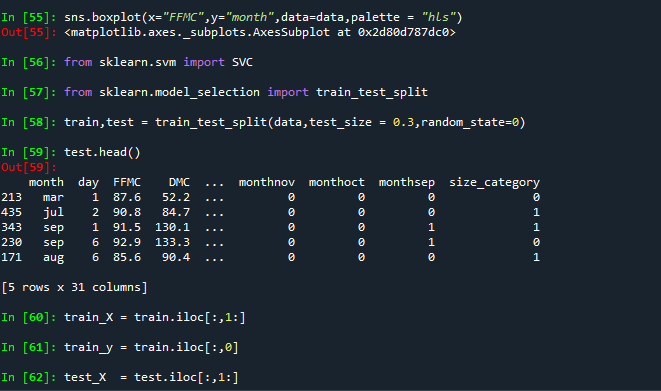 In [55]: sns.boxplot(x="FFMC",y="month",data=data,palette = "hls")
Out[55]: <matplotlib.axes._subplots.AxesSubplot at 0x2d80d787dc0>
In [56]: from sklearn.svm import SVC
In [57]: from sklearn.model_selection import train_test_split
In [58]: train,test = train_test_split(data,test_size = 0.3,random_state=0)
In [59]: test.head()
Out[59]:
month day FFMC DMC ... monthnov monthoct monthsep size_category
213 mar 1 87.6 52.2 ... 0 0 0 0
435 jul 2 90.8 84.7 ... 0 0 0 1
343 sep 1 91.5 130.1 ... 0 0 1 1
230 sep 6 92.9 133.3 ... 0 0 1 0
171 aug 6 85.6 90.4 ... 0 0 0 1
[5 rows x 31 columns]
In [60]: train_X = train.iloc[:,1:]
In [61]: train_y = train.iloc[:,0]
In [62]: test_X  = test.iloc[:,1:]